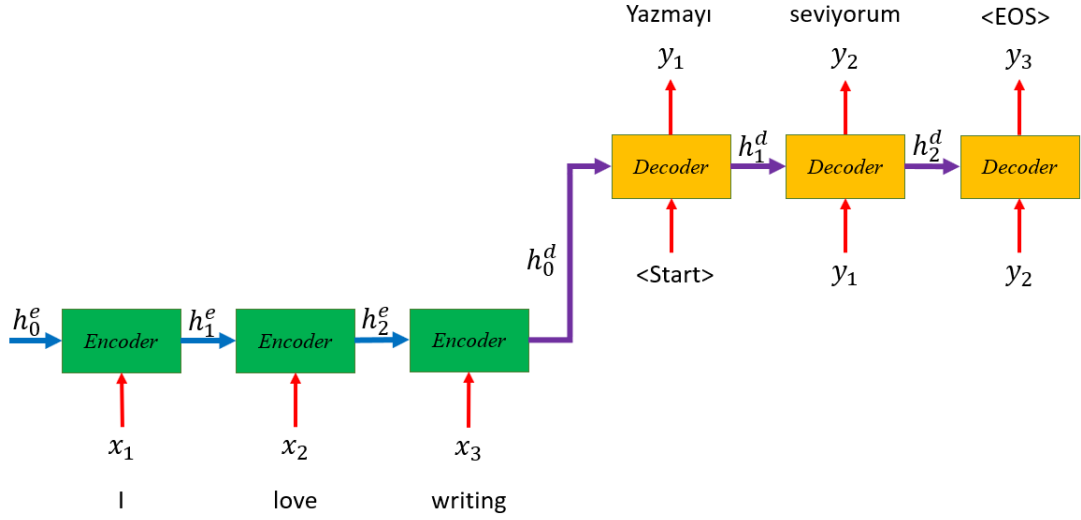 Yazmayı seviyorum <EOS>
y₁ y₂ y₃
Decoder h₁ᵈ Decoder h₂ᵈ Decoder
h₀ᵈ <Start> y₁ y₂
h₀ᵉ Encoder h₁ᵉ Encoder h₂ᵉ Encoder
x₁ x₂ x₃
I love writing